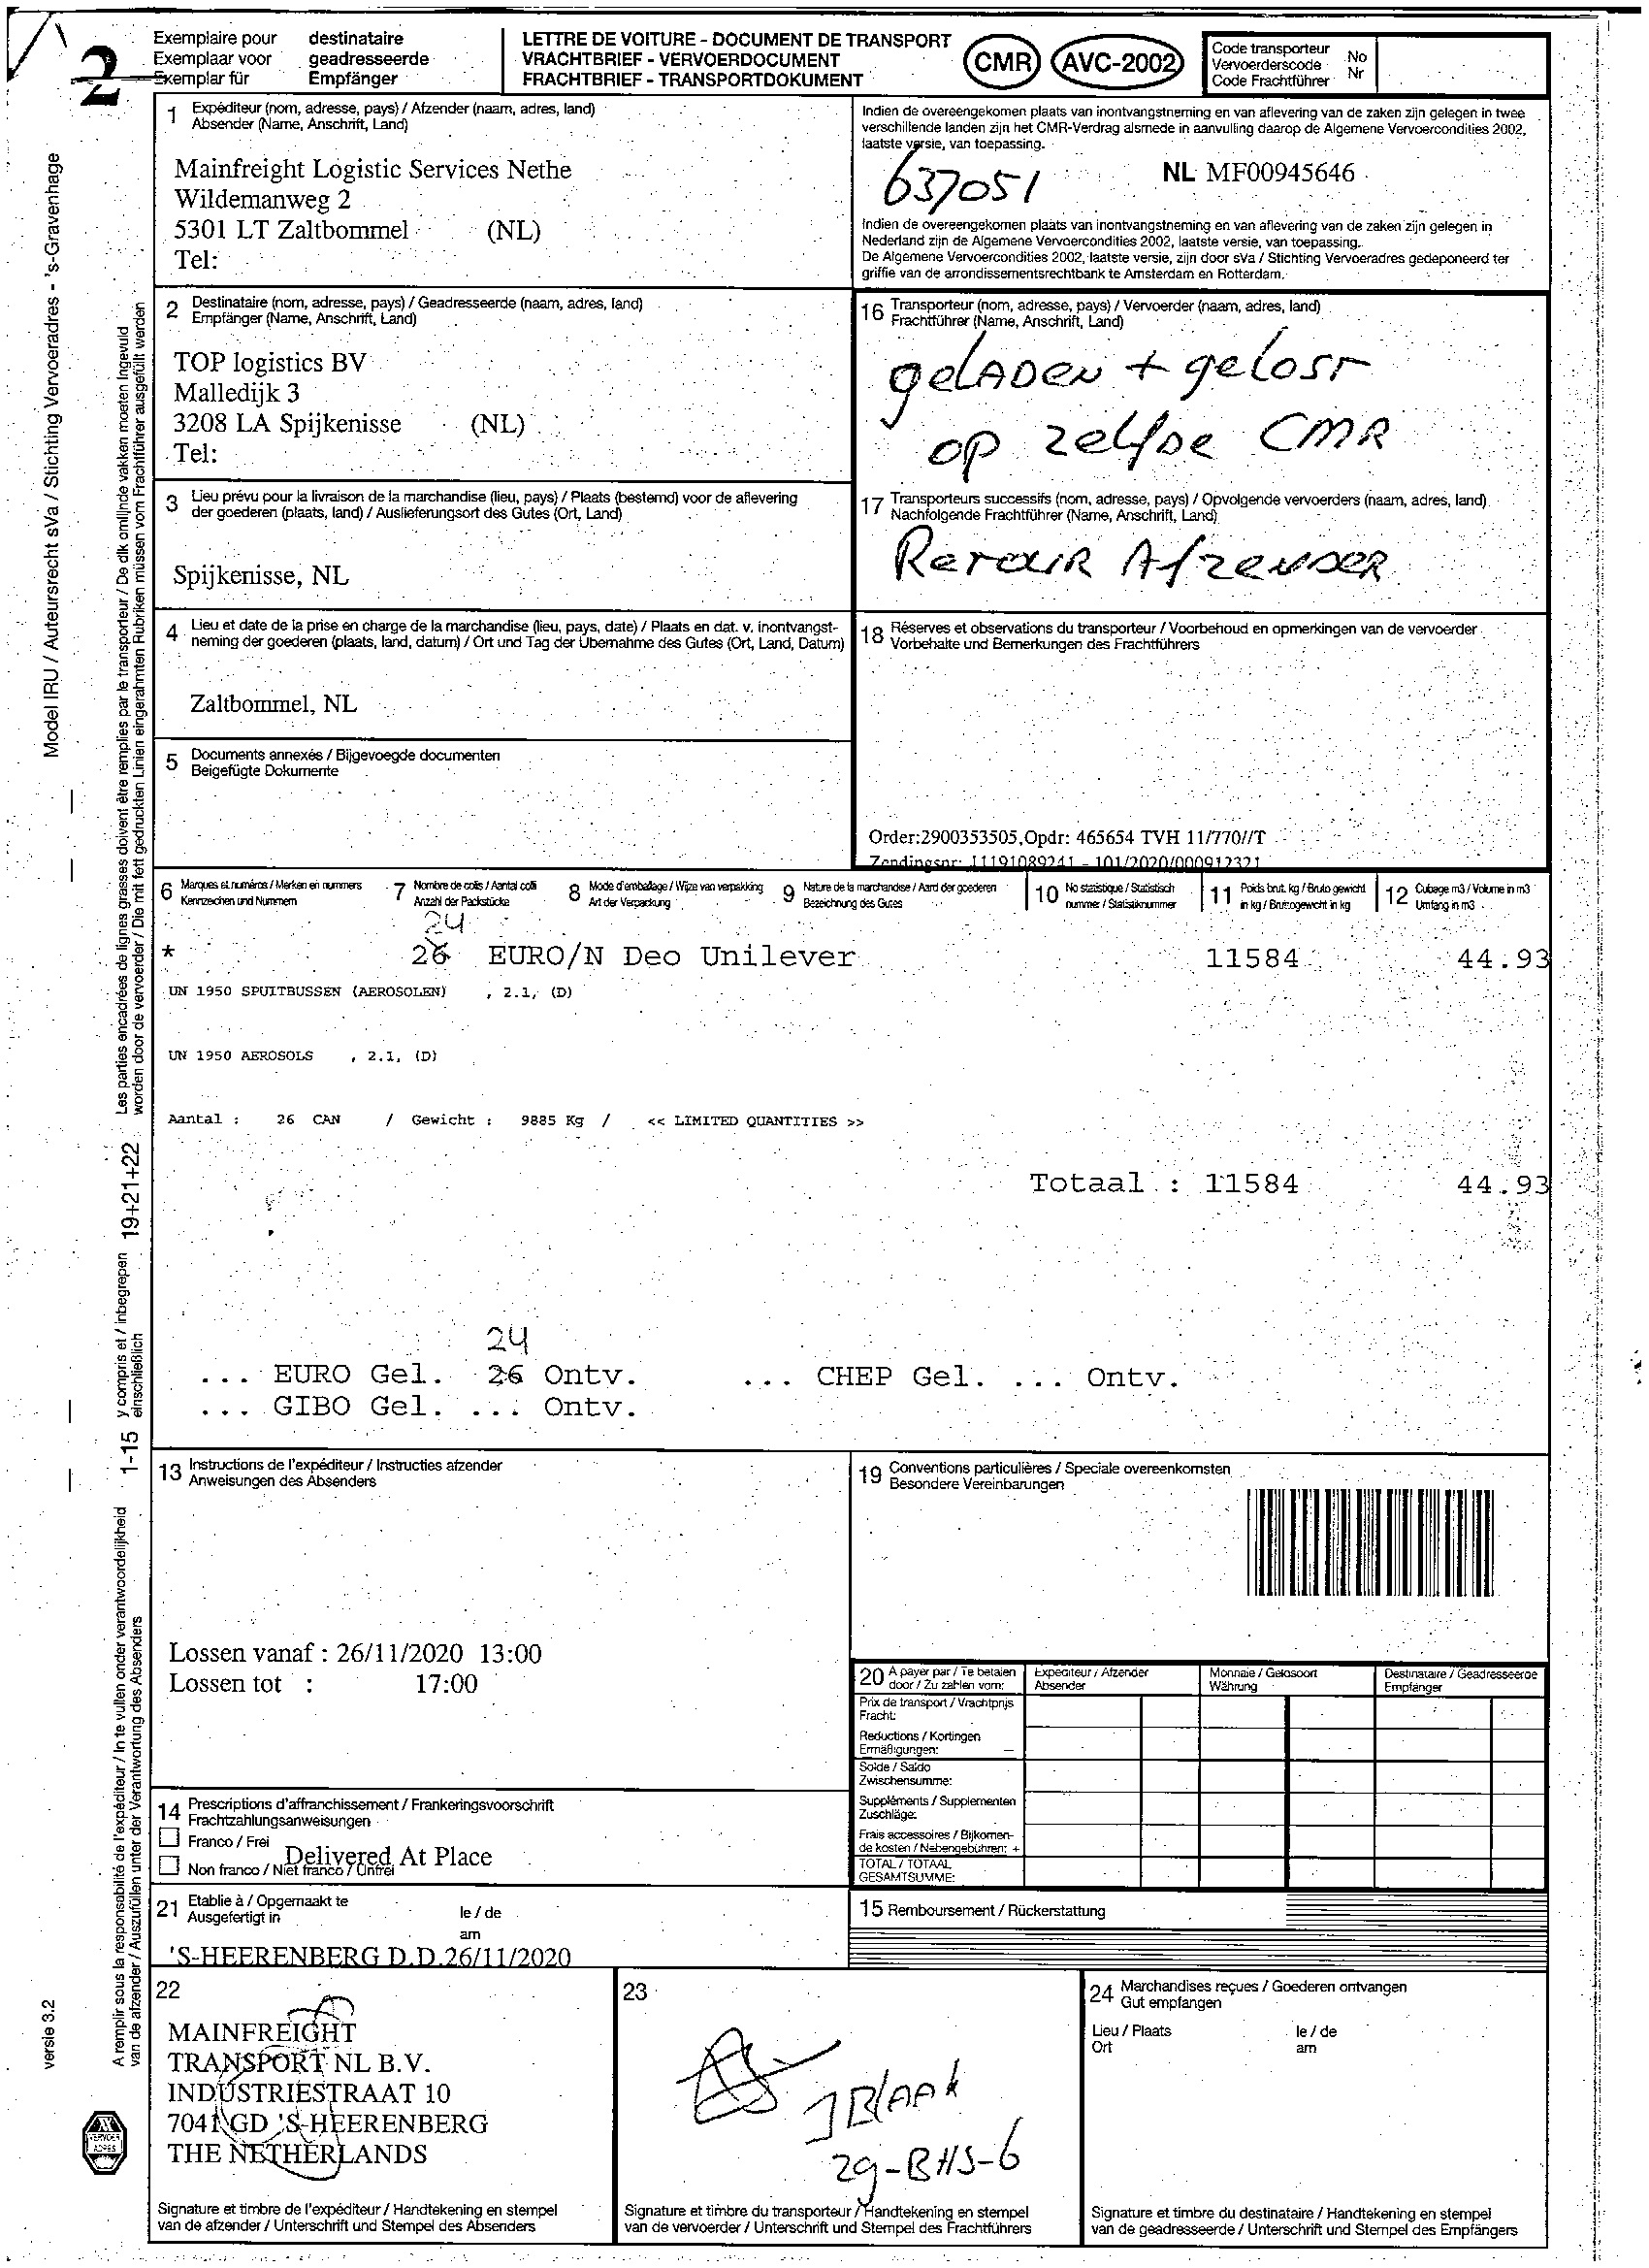 2
Exemplaire pour destinataire
Exemplaar voor geadresseerde
Exemplar für Empfänger
LETTRE DE VOITURE - DOCUMENT DE TRANSPORT
VRACHTBRIEF - VERVOERDOCUMENT
FRACHTBRIEF - TRANSPORTDOKUMENT
CMR AVC-2002
Code transporteur
Vervoerderscode
Code Frachtführer
No
Nr
1 Expéditeur (nom, adresse, pays) / Afzender (naam, adres, land)
Absender (Name, Anschrift, Land)
Mainfreight Logistic Services Nethe
Wildemanweg 2
5301 LT Zaltbommel (NL)
Tel:
Indien de overeengekomen plaats van inontvangstneming en van aflevering van de zaken zijn gelegen in twee
verschillende landen zijn het CMR-Verdrag alsmede in aanvulling daarop de Algemene Vervoercondities 2002,
laatste versie, van toepassing.
637051
NL MF00945646
Indien de overeengekomen plaats van inontvangstneming en van aflevering van de zaken zijn gelegen in
Nederland zijn de Algemene Vervoercondities 2002, laatste versie, van toepassing.
De Algemene Vervoercondities 2002, laatste versie, zijn door sVa / Stichting Vervoeradres gedeponeerd ter
griffie van de arrondissementsrechtbank te Amsterdam en Rotterdam.
2 Destinataire (nom, adresse, pays) / Geadresseerde (naam, adres, land)
Empfänger (Name, Anschrift, Land)
TOP logistics BV
Malledijk 3
3208 LA Spijkenisse (NL)
Tel:
16 Transporteur (nom, adresse, pays) / Vervoerder (naam, adres, land)
Frachtführer (Name, Anschrift, Land)
geLADEN + geLOST
op zelfde CMR
3 Lieu prévu pour la livraison de la marchandise (lieu, pays) / Plaats (bestemd) voor de aflevering
der goederen (plaats, land) / Auslieferungsort des Gutes (Ort, Land)
Spijkenisse, NL
17 Transporteurs successifs (nom, adresse, pays) / Opvolgende vervoerders (naam, adres, land)
Nachfolgende Frachtführer (Name, Anschrift, Land)
Retour Afzender
4 Lieu et date de la prise en charge de la marchandise (lieu, pays, date) / Plaats en dat. v. inontvangst-
neming der goederen (plaats, land, datum) / Ort und Tag der Übernahme des Gutes (Ort, Land, Datum)
Zaltbommel, NL
18 Réserves et observations du transporteur / Voorbehoud en opmerkingen van de vervoerder
Vorbehalte und Bemerkungen des Frachtführers
5 Documents annexés / Bijgevoegde documenten
Beigefügte Dokumente
Order:2900353505,Opdr: 465654 TVH 11/770//T
Zendingsnr: 11191089241 - 101/2020/000912321
6 Marques et numéros / Merken en nummers
Kennzechen und Nummern
7 Nombre de colis / Aantal colli
Anzahl der Packstücke
8 Mode d'emballage / Wijze van verpakking
Art der Verpackung
9 Nature de la marchandise / Aard der goederen
Bezeichnung des Gutes
10 No statistique / Statistisch
nummer / Statistiknummer
11 Poids brut. kg / Bruto gewicht
in kg / Bruttogewicht in kg
12 Cubage m3 / Volume in m3
Umfang in m3
24
* 26 EURO/N Deo Unilever 11584 44.93
UN 1950 SPUITBUSSEN (AEROSOLEN) , 2.1, (D)
UN 1950 AEROSOLS , 2.1, (D)
Aantal : 26 CAN / Gewicht : 9885 Kg / << LIMITED QUANTITIES >>
Totaal : 11584 44.93
24
... EURO Gel. 26 Ontv. ... CHEP Gel. ... Ontv.
... GIBO Gel. ... Ontv.
13 Instructions de l'expéditeur / Instructies afzender
Anweisungen des Absenders
Lossen vanaf : 26/11/2020 13:00
Lossen tot : 17:00
19 Conventions particulières / Speciale overeenkomsten
Besondere Vereinbarungen
20 A payer par / Te betalen
door / Zu zahlen vom:
Expéditeur / Afzender
Absender
Monnaie / Geldsoort
Währung
Destinataire / Geadresseerde
Empfänger
Prix de transport / Vrachtprijs
Fracht:
Reductions / Kortingen
Ermäßigungen: —
Solde / Saldo
Zwischensumme:
Suppléments / Supplementen
Zuschläge:
Frais accessoires / Bijkomen-
de kosten / Nebengebühren: +
TOTAL / TOTAAL
GESAMTSUMME:
14 Prescriptions d'affranchissement / Frankeringsvoorschrift
Frachtzahlungsanweisungen
Franco / Frei
Non franco / Niet franco / Unfrei
Delivered At Place
21 Etablie à / Opgemaakt te
Ausgefertigt in
le / de
am
'S-HEERENBERG D.D.26/11/2020
15 Remboursement / Rückerstattung
22
MAINFREIGHT
TRANSPORT NL B.V.
INDUSTRIESTRAAT 10
7041 GD 'S-HEERENBERG
THE NETHERLANDS
Signature et timbre de l'expéditeur / Handtekening en stempel
van de afzender / Unterschrift und Stempel des Absenders
23
J BLAAK
29-BHS-6
Signature et timbre du transporteur / Handtekening en stempel
van de vervoerder / Unterschrift und Stempel des Frachtführers
24 Marchandises reçues / Goederen ontvangen
Gut empfangen
Lieu / Plaats
Ort
le / de
am
Signature et timbre du destinataire / Handtekening en stempel
van de geadresseerde / Unterschrift und Stempel des Empfängers
Model IRU / Auteursrecht sVa / Stichting Vervoeradres - 's-Gravenhage
Les parties encadrées de lignes grasses doivent être remplies par le transporteur / De dik omlijnde vakken moeten ingevuld
worden door de vervoerder / Die mit fett gedruckten Linien eingerahmten Rubriken müssen vom Frachtführer ausgefüllt werden
19+21+22
y compris et / inbegrepen
einschließlich
1-15
A remplir sous la responsabilité de l'expéditeur / In te vullen onder verantwoordelijkheid
van de afzender / Auszufüllen unter der Verantwortung des Absenders
versie 3.2
VERVOER
ADRES